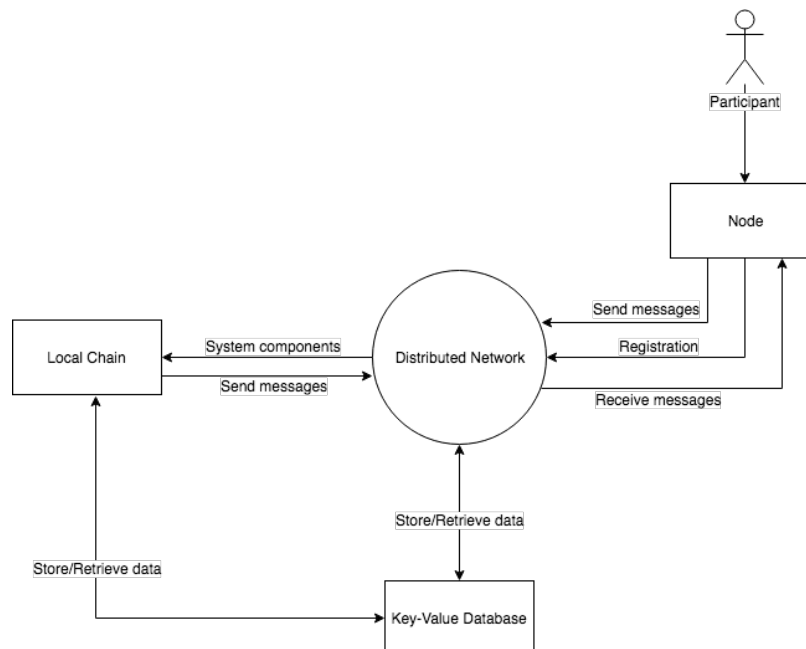 Participant
Node
Send messages
Registration
Receive messages
System components
Send messages
Local Chain
Distributed Network
Store/Retrieve data
Store/Retrieve data
Key-Value Database